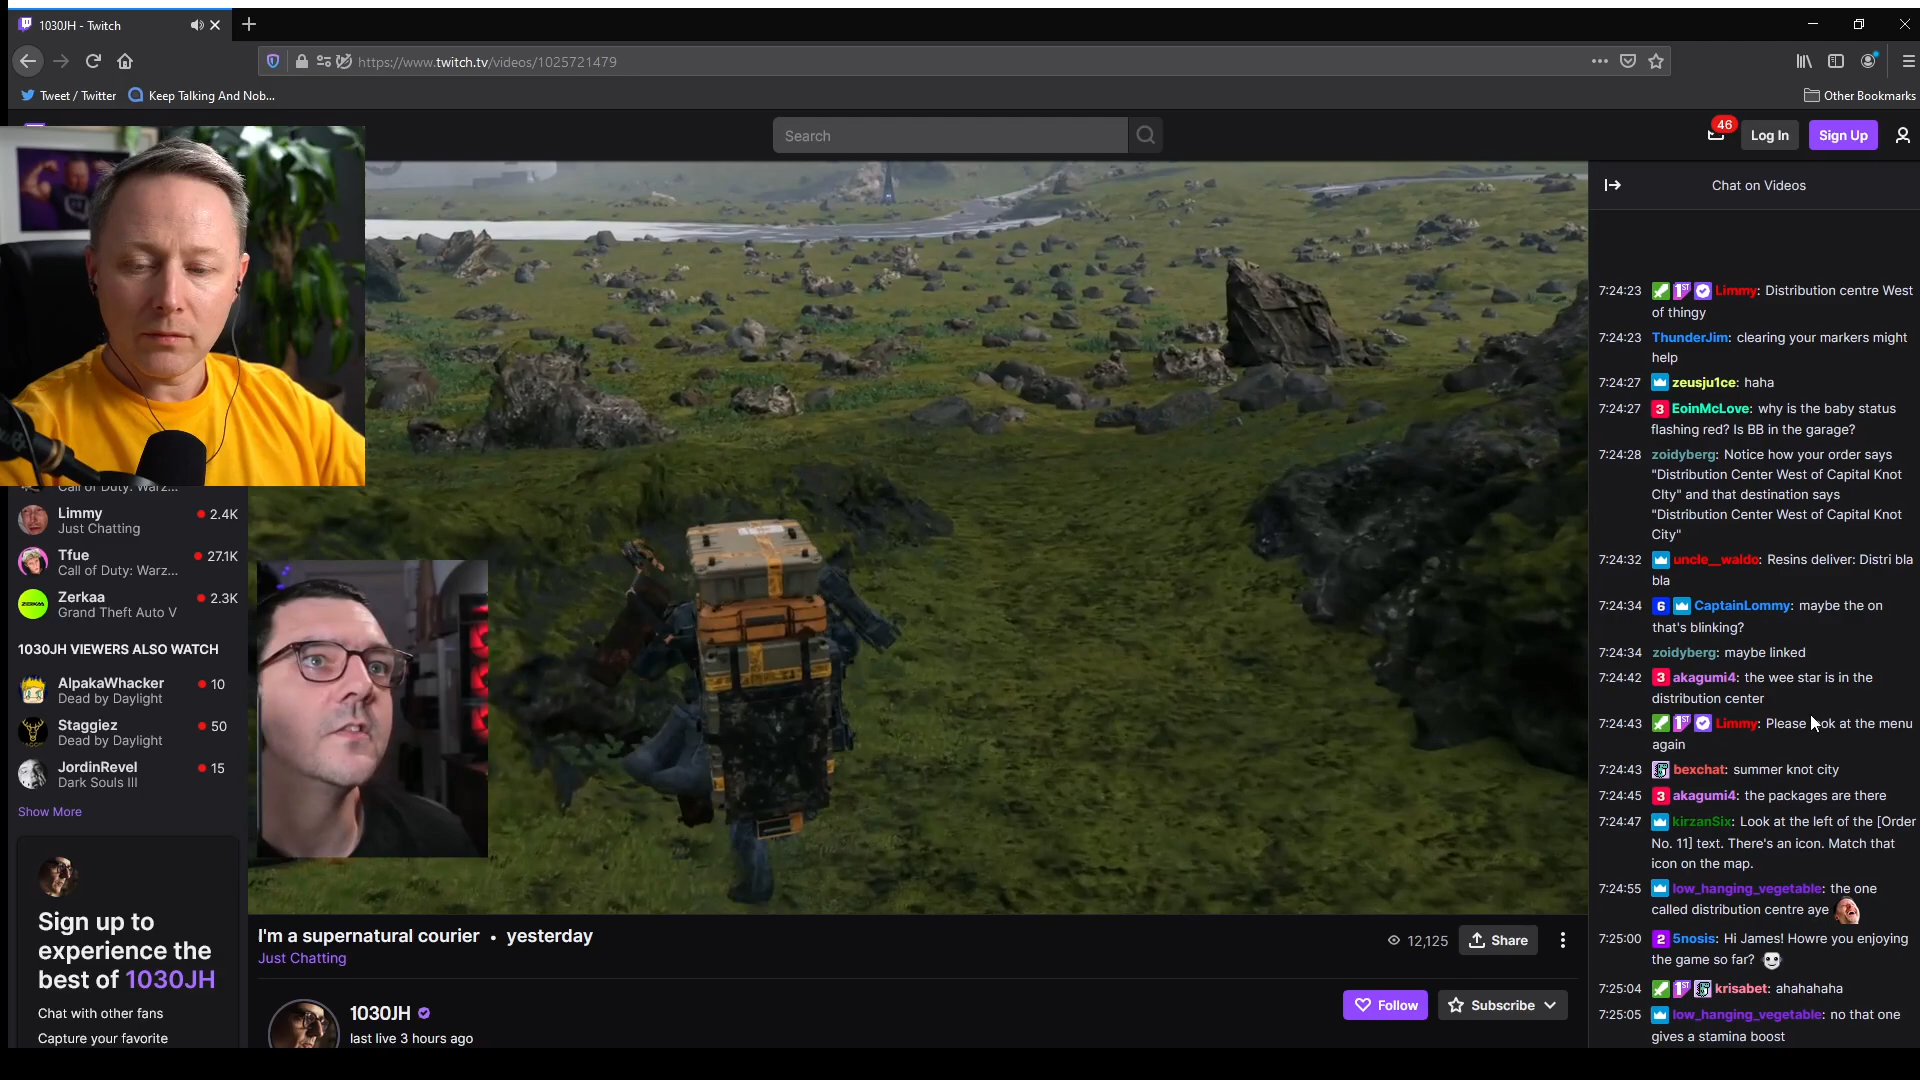 1030JH - Twitch
https://www.twitch.tv/videos/1025721479
Tweet / Twitter
Keep Talking And Nob...
Other Bookmarks
Search
46
Log In
Sign Up
Chat on Videos
7:24:23 Limmy: Distribution centre West
of thingy
7:24:23 ThunderJim: clearing your markers might
help
7:24:27 zeusju1ce: haha
7:24:27 3 EoinMcLove: why is the baby status
flashing red? Is BB in the garage?
7:24:28 zoidyberg: Notice how your order says
"Distribution Center West of Capital Knot
CIty" and that destination says
"Distribution Center West of Capital Knot
City"
7:24:32 uncle__waldo: Resins deliver: Distri bla
bla
7:24:34 6 CaptainLommy: maybe the on
that's blinking?
7:24:34 zoidyberg: maybe linked
7:24:42 3 akagumi4: the wee star is in the
distribution center
7:24:43 1ST Limmy: Please look at the menu
again
7:24:43 bexchat: summer knot city
7:24:45 3 akagumi4: the packages are there
7:24:47 kirzanSix: Look at the left of the [Order
No. 11] text. There's an icon. Match that
icon on the map.
7:24:55 low_hanging_vegetable: the one
called distribution centre aye
7:25:00 2 5nosis: Hi James! Howre you enjoying
the game so far?
7:25:04 1ST krisabet: ahahahaha
7:25:05 low_hanging_vegetable: no that one
gives a stamina boost
Call of Duty: Warz...
Limmy 2.4K
Just Chatting
Tfue 27.1K
Call of Duty: Warz...
Zerkaa 2.3K
Grand Theft Auto V
1030JH VIEWERS ALSO WATCH
AlpakaWhacker 10
Dead by Daylight
Staggiez 50
Dead by Daylight
JordinRevel 15
Dark Souls III
Show More
Sign up to
experience the
best of 1030JH
Chat with other fans
Capture your favorite
I'm a supernatural courier • yesterday
Just Chatting
12,125
Share
1030JH
last live 3 hours ago
Follow
Subscribe